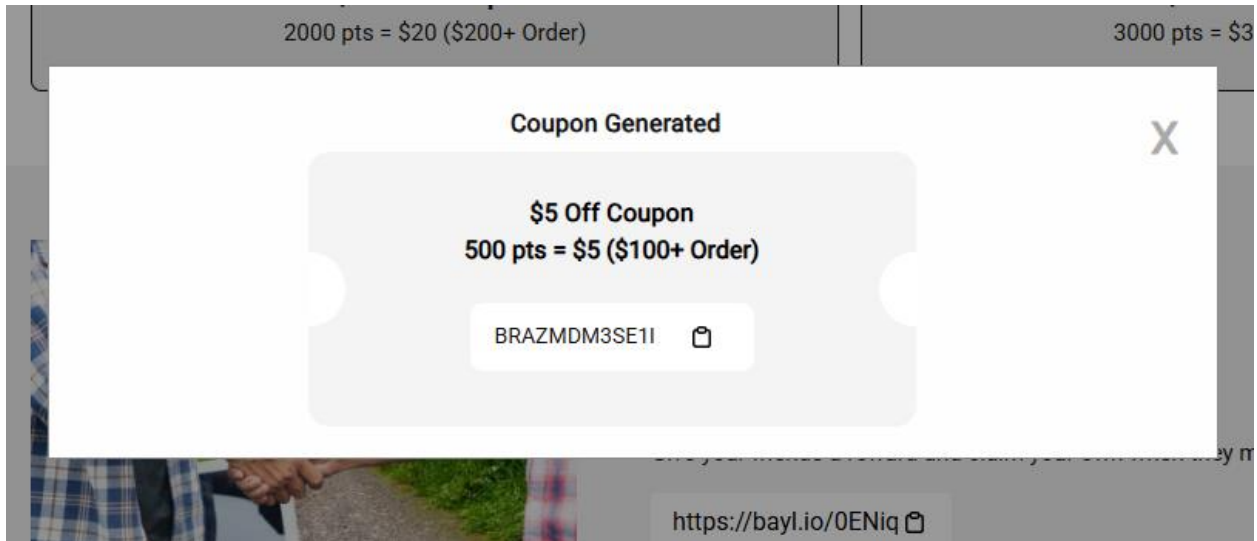 2000 pts = $20 ($200+ Order)
3000 pts = $3
Coupon Generated
X
$5 Off Coupon
500 pts = $5 ($100+ Order)
BRAZMDM3SE1I
https://bayl.io/0ENiq